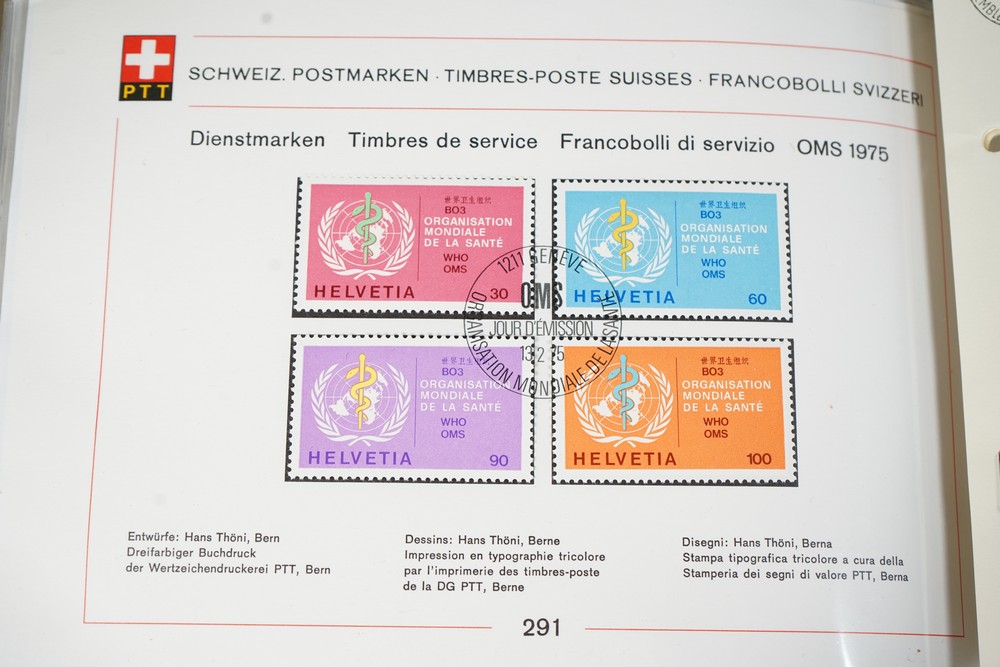 PTT
SCHWEIZ. POSTMARKEN · TIMBRES-POSTE SUISSES · FRANCOBOLLI SVIZZERI
Dienstmarken Timbres de service Francobolli di servizio OMS 1975
世界卫生组织
ВОЗ
ORGANISATION
MONDIALE
DE LA SANTÉ
WHO
OMS
HELVETIA 30
世界卫生组织
ВОЗ
ORGANISATION
MONDIALE
DE LA SANTÉ
WHO
OMS
HELVETIA 60
1211 GENÈVE
OMS
JOUR D'ÉMISSION
13.2.75
ORGANISATION MONDIALE DE LA SANTÉ
世界卫生组织
ВОЗ
ORGANISATION
MONDIALE
DE LA SANTÉ
WHO
OMS
HELVETIA 90
世界卫生组织
ВОЗ
ORGANISATION
MONDIALE
DE LA SANTÉ
WHO
OMS
HELVETIA 100
Entwürfe: Hans Thöni, Bern
Dreifarbiger Buchdruck
der Wertzeichendruckerei PTT, Bern
Dessins: Hans Thöni, Berne
Impression en typographie tricolore
par l'imprimerie des timbres-poste
de la DG PTT, Berne
Disegni: Hans Thöni, Berna
Stampa tipografica tricolore a cura della
Stamperia dei segni di valore PTT, Berna
291